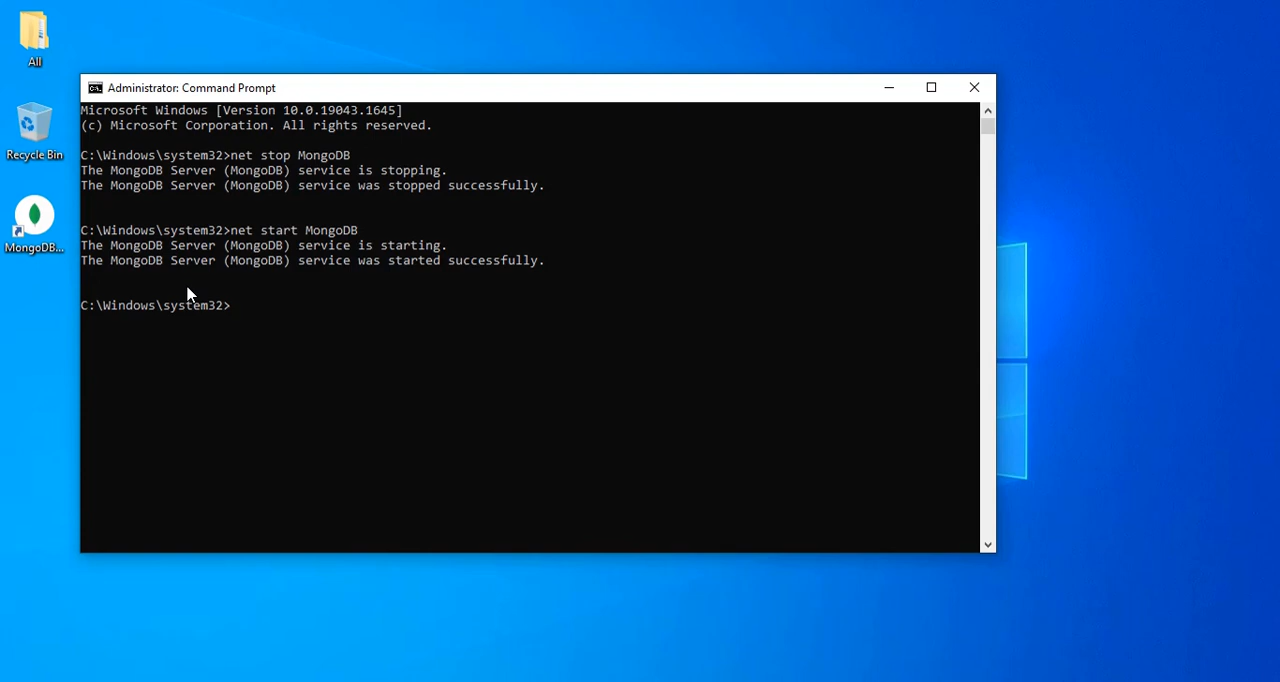 All
Recycle Bin
MongoDB...
Administrator: Command Prompt
Microsoft Windows [Version 10.0.19043.1645]
(c) Microsoft Corporation. All rights reserved.
C:\Windows\system32>net stop MongoDB
The MongoDB Server (MongoDB) service is stopping.
The MongoDB Server (MongoDB) service was stopped successfully.
C:\Windows\system32>net start MongoDB
The MongoDB Server (MongoDB) service is starting.
The MongoDB Server (MongoDB) service was started successfully.
C:\Windows\system32>